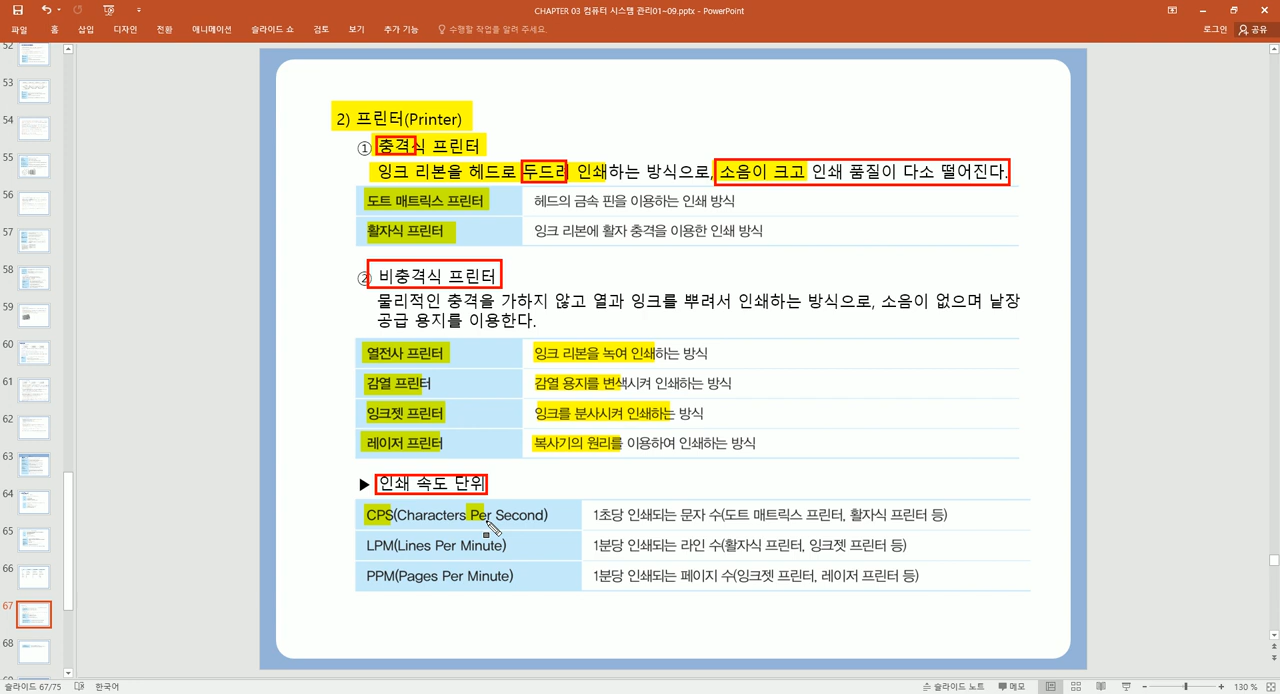 CHAPTER 03 컴퓨터 시스템 관리01~09.pptx - PowerPoint
파일 홈 삽입 디자인 전환 애니메이션 슬라이드 쇼 검토 보기 추가 기능 수행할 작업을 알려 주세요. 로그인 공유
52
53
54
55
56
57
58
59
60
61
62
63
64
65
66
67
68
2) 프린터(Printer)
① 충격식 프린터
잉크 리본을 헤드로 두드려 인쇄하는 방식으로, 소음이 크고 인쇄 품질이 다소 떨어진다.
도트 매트릭스 프린터 헤드의 금속 핀을 이용하는 인쇄 방식
활자식 프린터 잉크 리본에 활자 충격을 이용한 인쇄 방식
② 비충격식 프린터
물리적인 충격을 가하지 않고 열과 잉크를 뿌려서 인쇄하는 방식으로, 소음이 없으며 낱장
공급 용지를 이용한다.
열전사 프린터 잉크 리본을 녹여 인쇄하는 방식
감열 프린터 감열 용지를 변색시켜 인쇄하는 방식
잉크젯 프린터 잉크를 분사시켜 인쇄하는 방식
레이저 프린터 복사기의 원리를 이용하여 인쇄하는 방식
▶ 인쇄 속도 단위
CPS(Characters Per Second) 1초당 인쇄되는 문자 수(도트 매트릭스 프린터, 활자식 프린터 등)
LPM(Lines Per Minute) 1분당 인쇄되는 라인 수(활자식 프린터, 잉크젯 프린터 등)
PPM(Pages Per Minute) 1분당 인쇄되는 페이지 수(잉크젯 프린터, 레이저 프린터 등)
슬라이드 67/75 한국어 슬라이드 노트 메모 130 %